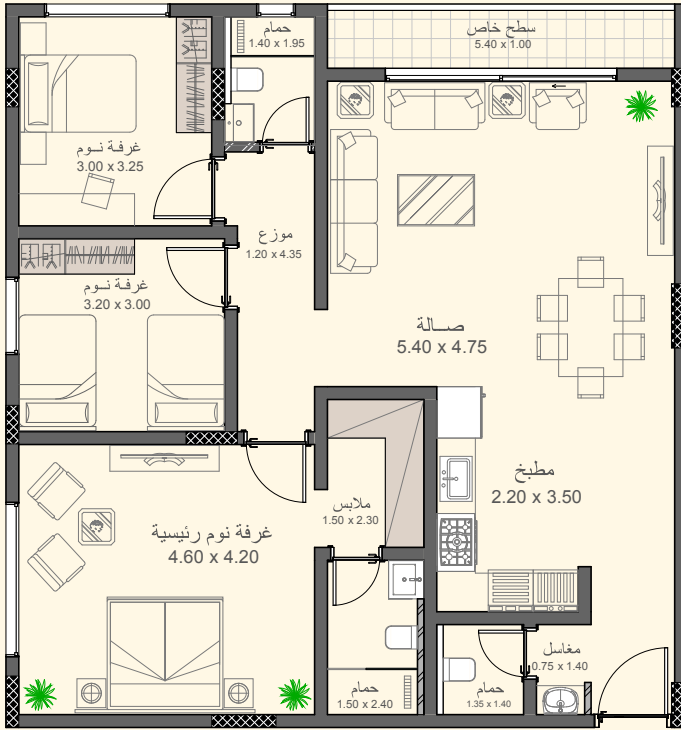 سطح خاص
5.40 x 1.00
حمام
1.40 x 1.95
غرفة نــوم
3.00 x 3.25
موزع
1.20 x 4.35
غرفة نــوم
3.20 x 3.00
صـــالة
5.40 x 4.75
مطبخ
2.20 x 3.50
ملابس
1.50 x 2.30
غرفة نوم رئيسية
4.60 x 4.20
مغاسل
0.75 x 1.40
حمام
1.50 x 2.40
حمام
1.35 x 1.40